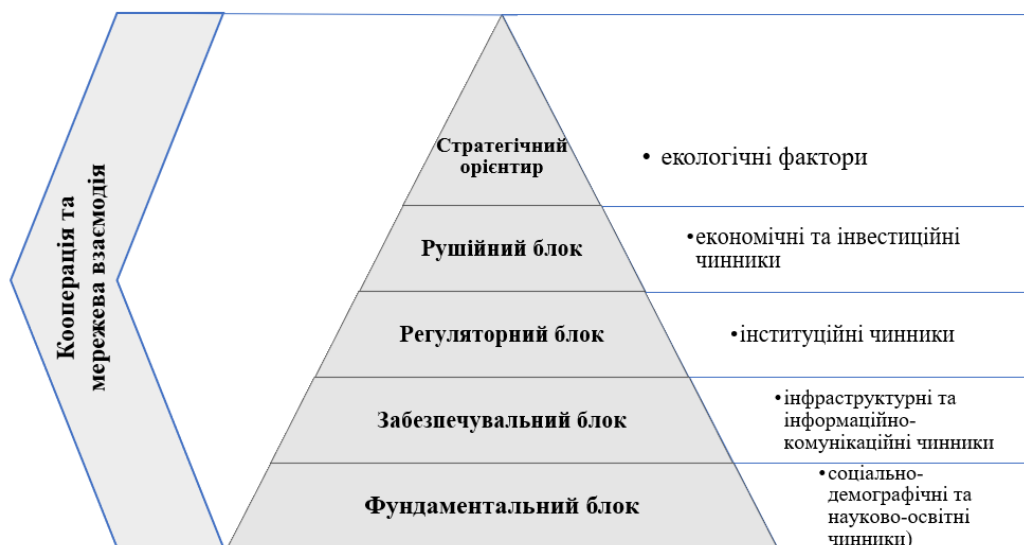 Кооперація та
мережева взаємодія
Стратегічний
орієнтир
• екологічні фактори
Рушійний блок
•економічні та інвестиційні
чинники
Регуляторний блок
•інституційні чинники
Забезпечувальний блок
•інфраструктурні та
інформаційно-
комунікаційні чинники
Фундаментальний блок
•соціально-
демографічні та
науково-освітні
чинники)